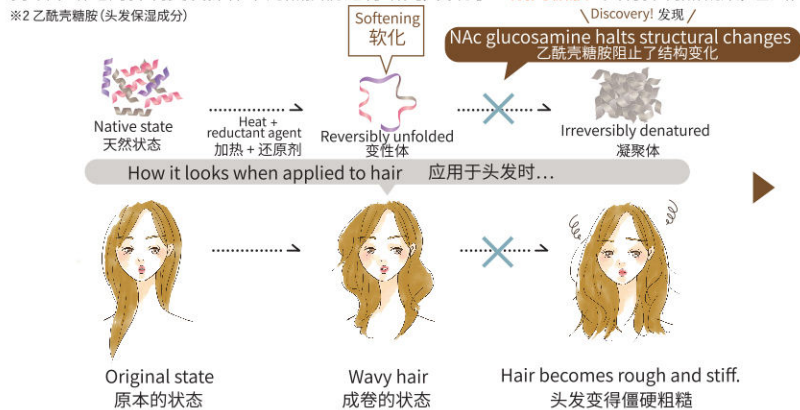 ※2 乙酰壳糖胺（头发保湿成分）
Softening
软化
\ Discovery! 发现 /
NAc glucosamine halts structural changes
乙酰壳糖胺阻止了结构变化
Native state
天然状态
Heat +
reductant agent
加热 + 还原剂
Reversibly unfolded
变性体
Irreversibly denatured
凝聚体
How it looks when applied to hair 应用于头发时…
Original state
原本的状态
Wavy hair
成卷的状态
Hair becomes rough and stiff.
头发变得僵硬粗糙